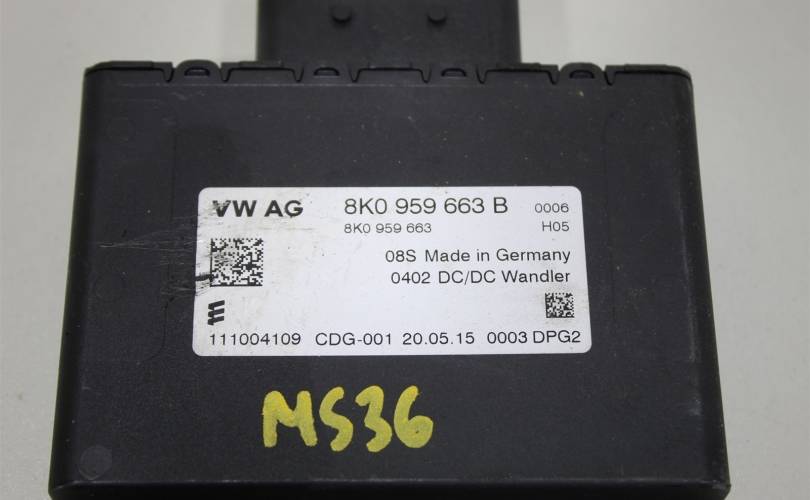 VW AG 8K0 959 663 B 0006
8K0 959 663 H05
08S Made in Germany
0402 DC/DC Wandler
111004109 CDG-001 20.05.15 0003 DPG2
MS36